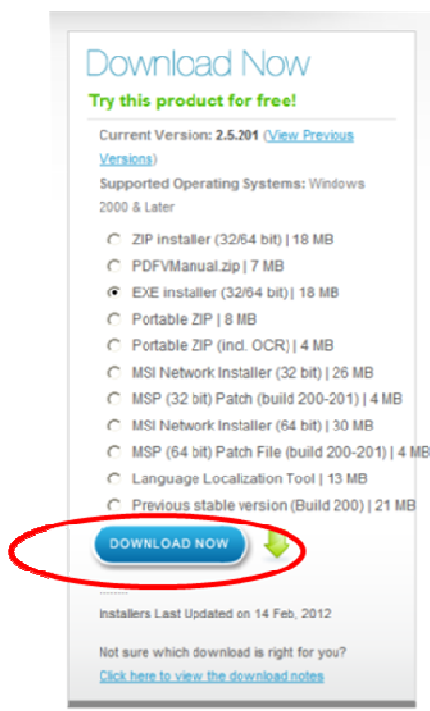 Download Now
Try this product for free!
Current Version: 2.5.201 (View Previous
Versions)
Supported Operating Systems: Windows
2000 & Later
ZIP installer (32/64 bit) | 18 MB
PDFVManual.zip | 7 MB
EXE installer (32/64 bit) | 18 MB
Portable ZIP | 8 MB
Portable ZIP (incl. OCR) | 4 MB
MSI Network Installer (32 bit) | 26 MB
MSP (32 bit) Patch (build 200-201) | 4 MB
MSI Network Installer (64 bit) | 30 MB
MSP (64 bit) Patch File (build 200-201) | 4 MB
Language Localization Tool | 13 MB
Previous stable version (Build 200) | 21 MB
DOWNLOAD NOW
--------
Installers Last Updated on 14 Feb, 2012
Not sure which download is right for you?
Click here to view the download notes